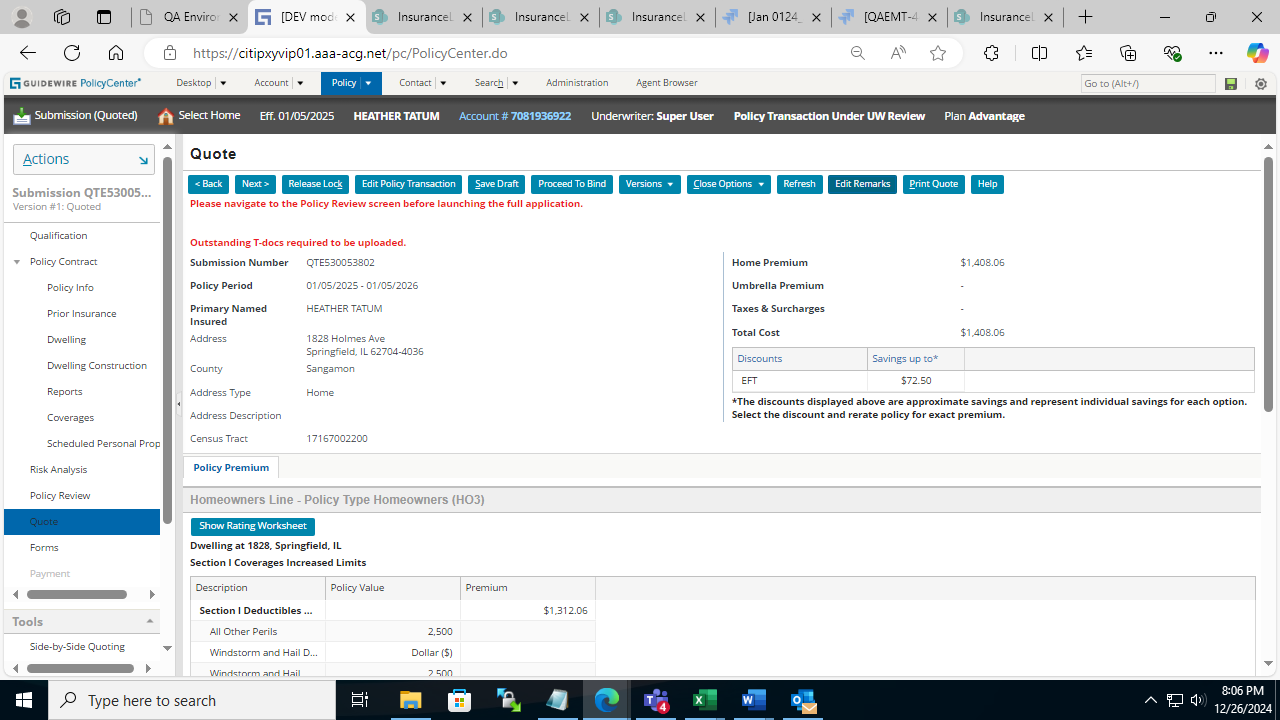 QA Environ
[DEV mode
InsuranceL
InsuranceL
InsuranceL
[Jan 0124_
[QAEMT-4
InsuranceL
https://citipxyvip01.aaa-acg.net/pc/PolicyCenter.do
GUIDEWIRE PolicyCenter
Desktop
Account
Policy
Contact
Search
Administration
Agent Browser
Go to (Alt+/)
Submission (Quoted)
Select Home
Eff. 01/05/2025
HEATHER TATUM
Account # 7081936922
Underwriter: Super User
Policy Transaction Under UW Review
Plan Advantage
Actions
Submission QTE53005...
Version #1: Quoted
Qualification
Policy Contract
Policy Info
Prior Insurance
Dwelling
Dwelling Construction
Reports
Coverages
Scheduled Personal Prop
Risk Analysis
Policy Review
Quote
Forms
Payment
Tools
Side-by-Side Quoting
Quote
< Back
Next >
Release Lock
Edit Policy Transaction
Save Draft
Proceed To Bind
Versions
Close Options
Refresh
Edit Remarks
Print Quote
Help
Please navigate to the Policy Review screen before launching the full application.
Outstanding T-docs required to be uploaded.
Submission Number QTE530053802
Policy Period 01/05/2025 - 01/05/2026
Primary Named Insured HEATHER TATUM
Address 1828 Holmes Ave
Springfield, IL 62704-4036
County Sangamon
Address Type Home
Address Description
Census Tract 17167002200
Home Premium $1,408.06
Umbrella Premium -
Taxes & Surcharges -
Total Cost $1,408.06
Discounts Savings up to*
EFT $72.50
*The discounts displayed above are approximate savings and represent individual savings for each option.
Select the discount and rerate policy for exact premium.
Policy Premium
Homeowners Line - Policy Type Homeowners (HO3)
Show Rating Worksheet
Dwelling at 1828, Springfield, IL
Section I Coverages Increased Limits
Description Policy Value Premium
Section I Deductibles ... $1,312.06
All Other Perils 2,500
Windstorm and Hail D... Dollar ($)
Windstorm and Hail 2,500
Type here to search
4
8:06 PM
12/26/2024